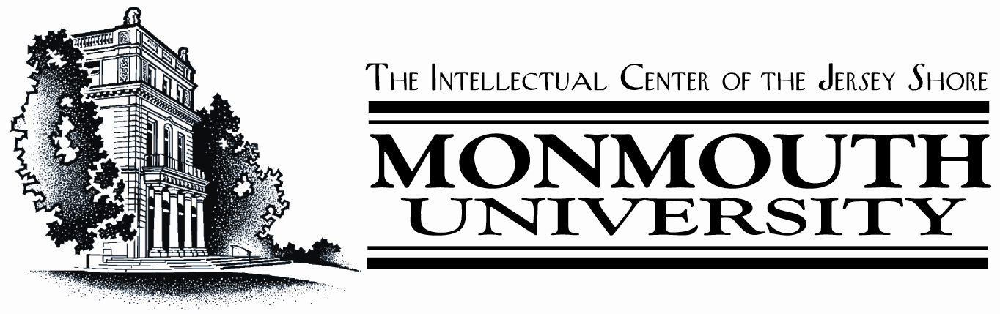 The Intellectual Center of the Jersey Shore
MONMOUTH
UNIVERSITY